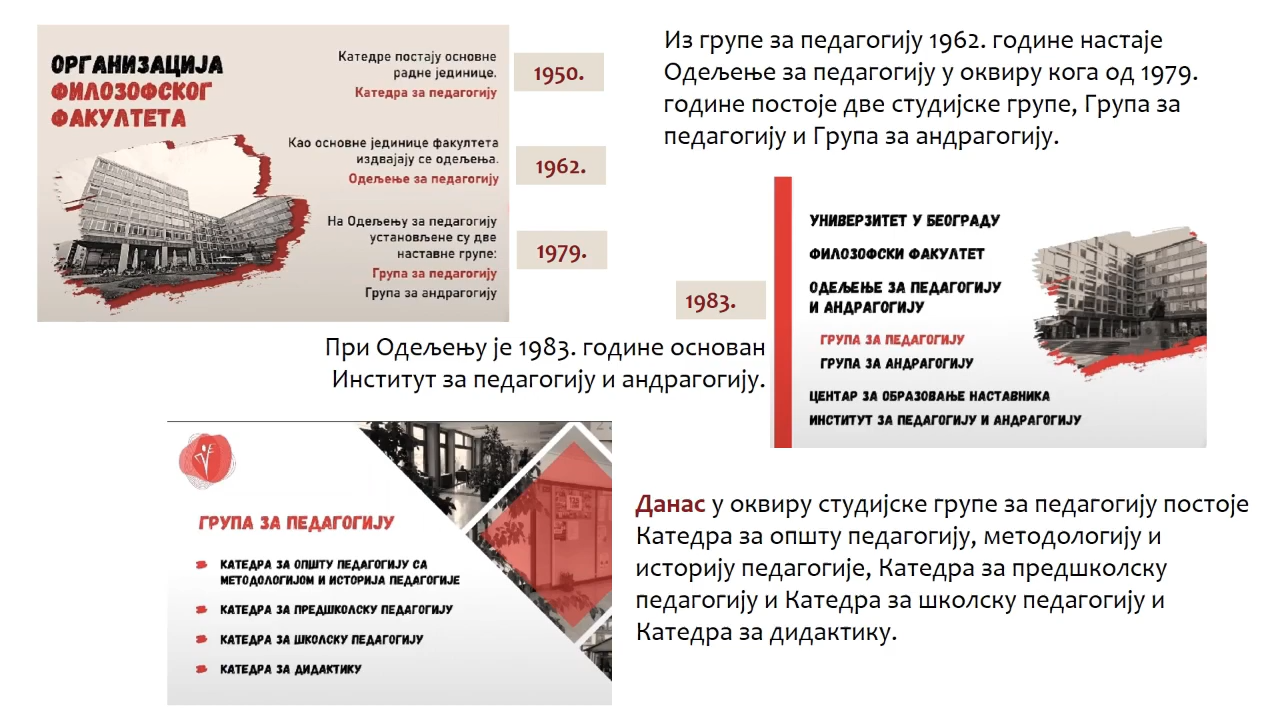 ОРГАНИЗАЦИЈА
ФИЛОЗОФСКОГ
ФАКУЛТЕТА
Катедре постају основне
радне јединице.
Катедра за педагогију
1950.
Као основне јединице факултета
издвајају се одељења.
Одељење за педагогију
1962.
На Одељењу за педагогију
установљене су две
наставне групе:
Група за педагогију
Група за андрагогију
1979.
Из групе за педагогију 1962. године настаје
Одељење за педагогију у оквиру кога од 1979.
године постоје две студијске групе, Група за
педагогију и Група за андрагогију.
1983.
При Одељењу је 1983. године основан
Институт за педагогију и андрагогију.
УНИВЕРЗИТЕТ У БЕОГРАДУ
ФИЛОЗОФСКИ ФАКУЛТЕТ
ОДЕЉЕЊЕ ЗА ПЕДАГОГИЈУ
И АНДРАГОГИЈУ
ГРУПА ЗА ПЕДАГОГИЈУ
ГРУПА ЗА АНДРАГОГИЈУ
ЦЕНТАР ЗА ОБРАЗОВАЊЕ НАСТАВНИКА
ИНСТИТУТ ЗА ПЕДАГОГИЈУ И АНДРАГОГИЈУ
ГРУПА ЗА ПЕДАГОГИЈУ
КАТЕДРА ЗА ОПШТУ ПЕДАГОГИЈУ СА
МЕТОДОЛОГИЈОМ И ИСТОРИЈА ПЕДАГОГИЈЕ
КАТЕДРА ЗА ПРЕДШКОЛСКУ ПЕДАГОГИЈУ
КАТЕДРА ЗА ШКОЛСКУ ПЕДАГОГИЈУ
КАТЕДРА ЗА ДИДАКТИКУ
Данас у оквиру студијске групе за педагогију постоје
Катедра за општу педагогију, методологију и
историју педагогије, Катедра за предшколску
педагогију и Катедра за школску педагогију и
Катедра за дидактику.